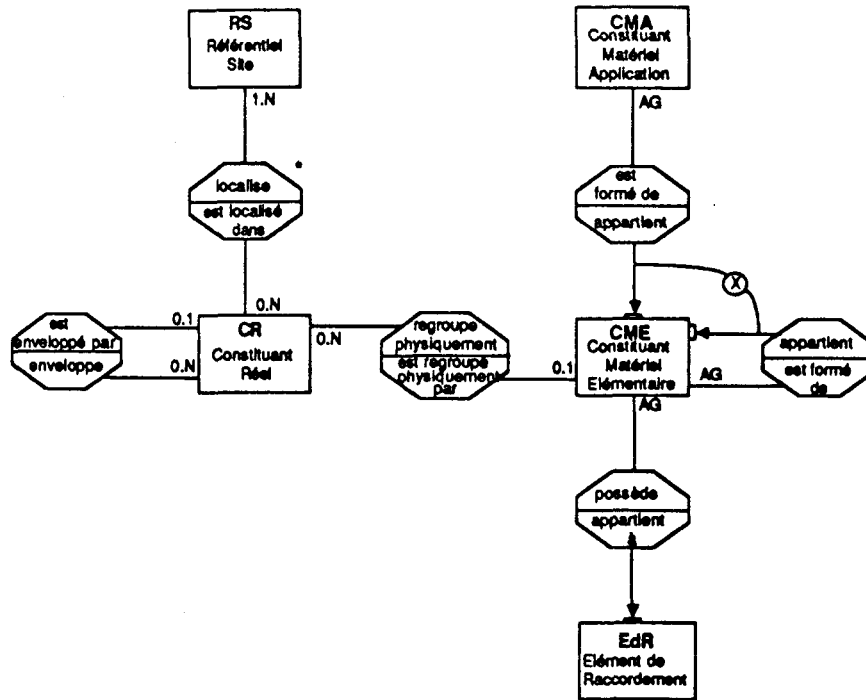 RS
Référentiel
Site
1.N
*
localise
est localisé
dans
0.N
CR
Constituant
Réel
0.1
0.N
est
enveloppé par
enveloppe
0.N
regroupe
physiquement
est regroupé
physiquement
par
0.1
CMA
Constituant
Matériel
Application
AG
est
formé de
appartient
X
CME
Constituant
Matériel
Elémentaire
AG
AG
appartient
est formé
de
possède
appartient
EdR
Elément de
Raccordement